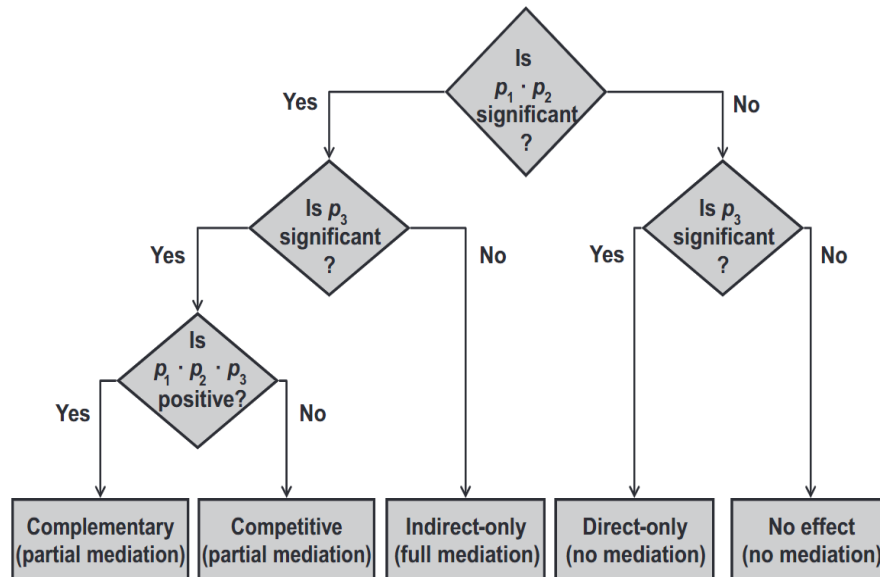 Is
p₁ · p₂
significant
?
Yes
No
Is p₃
significant
?
Yes
No
Is p₃
significant
?
Yes
No
Is
p₁ · p₂ · p₃
positive?
Yes
No
Complementary
(partial mediation)
Competitive
(partial mediation)
Indirect-only
(full mediation)
Direct-only
(no mediation)
No effect
(no mediation)